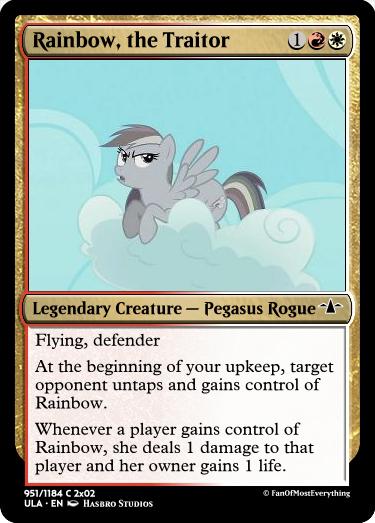 Rainbow, the Traitor 1
Legendary Creature — Pegasus Rogue
Flying, defender
At the beginning of your upkeep, target
opponent untaps and gains control of
Rainbow.
Whenever a player gains control of
Rainbow, she deals 1 damage to that
player and her owner gains 1 life.
951/1184 C 2x02
ULA • EN Hasbro Studios
© FanOfMostEverything